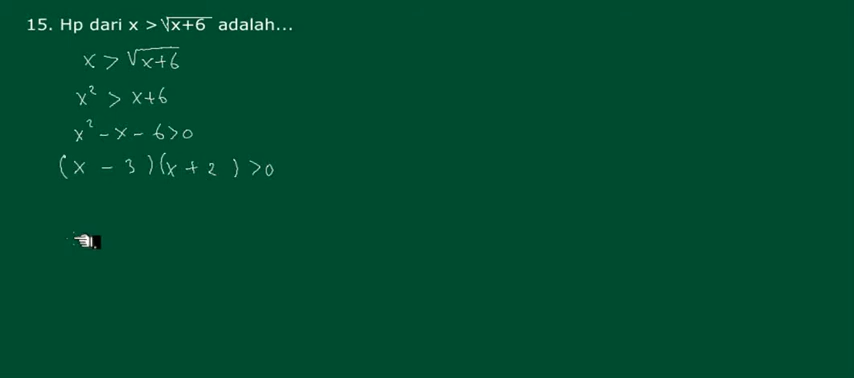 15. Hp dari x > √x+6 adalah...
x > √x+6
x² > x+6
x² - x - 6 > 0
(x - 3)(x + 2) > 0